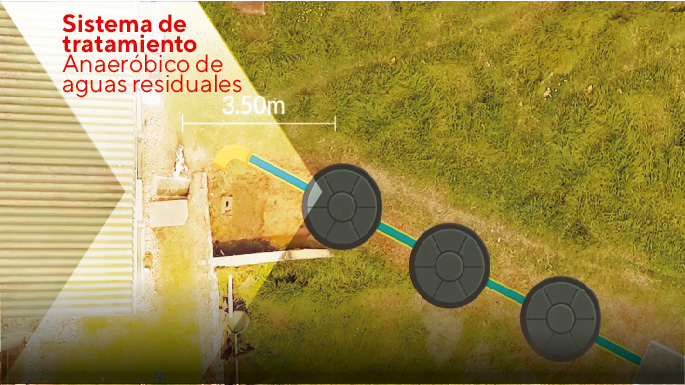 Sistema de
tratamiento
Anaeróbico de
aguas residuales
3.50m